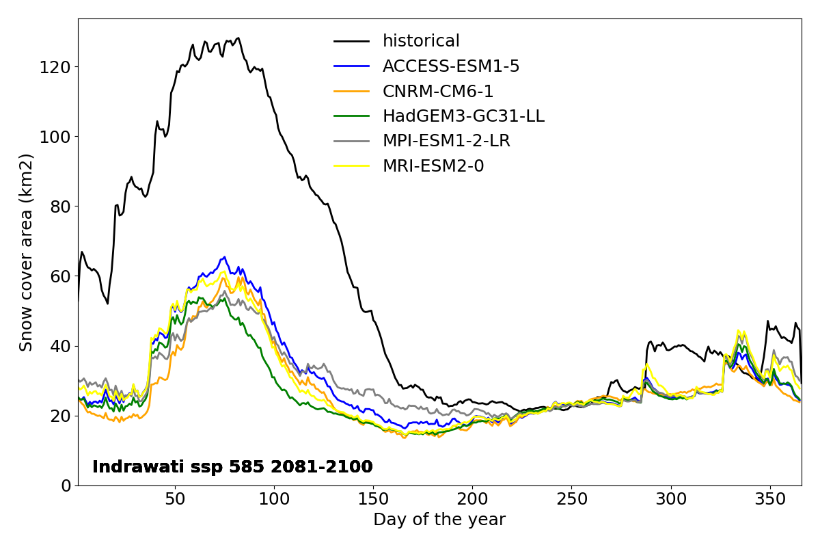 historical
ACCESS-ESM1-5
CNRM-CM6-1
HadGEM3-GC31-LL
MPI-ESM1-2-LR
MRI-ESM2-0
Snow cover area (km2)
120
100
80
60
40
20
0
Indrawati ssp 585 2081-2100
50 100 150 200 250 300 350
Day of the year